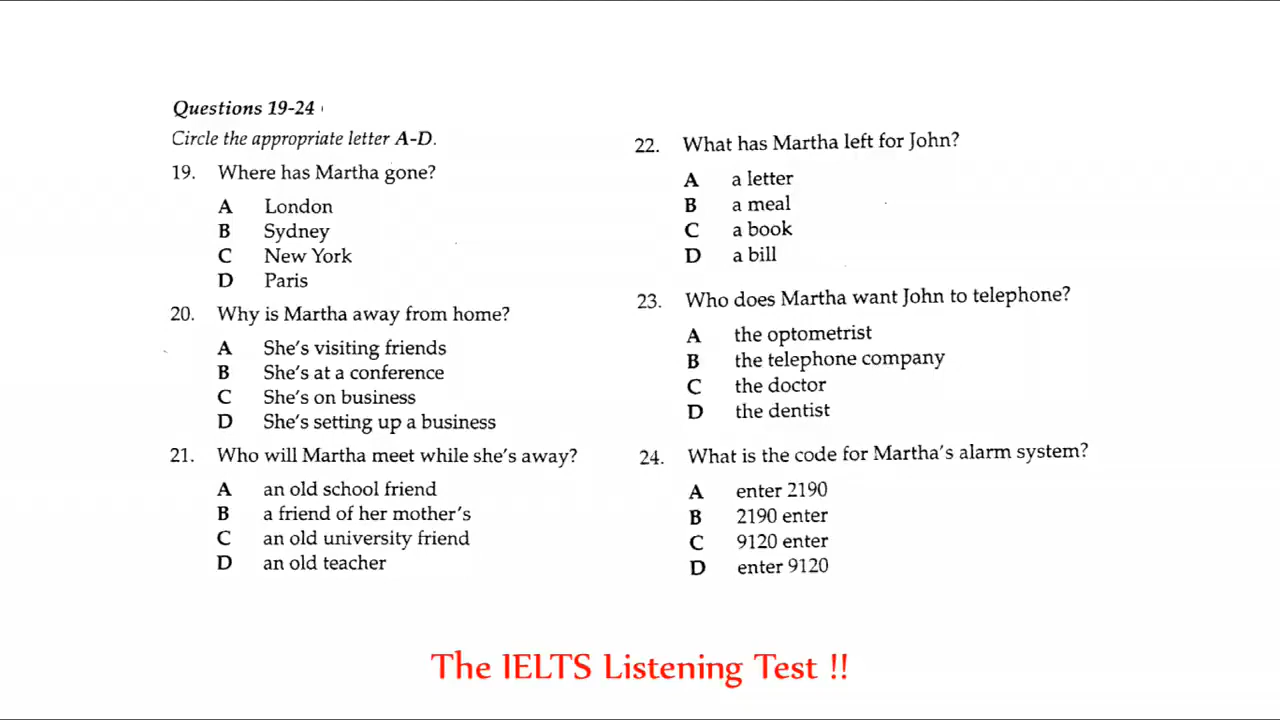 Questions 19-24
Circle the appropriate letter A-D.
19. Where has Martha gone?
A London
B Sydney
C New York
D Paris
20. Why is Martha away from home?
A She's visiting friends
B She's at a conference
C She's on business
D She's setting up a business
21. Who will Martha meet while she's away?
A an old school friend
B a friend of her mother's
C an old university friend
D an old teacher
22. What has Martha left for John?
A a letter
B a meal
C a book
D a bill
23. Who does Martha want John to telephone?
A the optometrist
B the telephone company
C the doctor
D the dentist
24. What is the code for Martha's alarm system?
A enter 2190
B 2190 enter
C 9120 enter
D enter 9120
The IELTS Listening Test !!